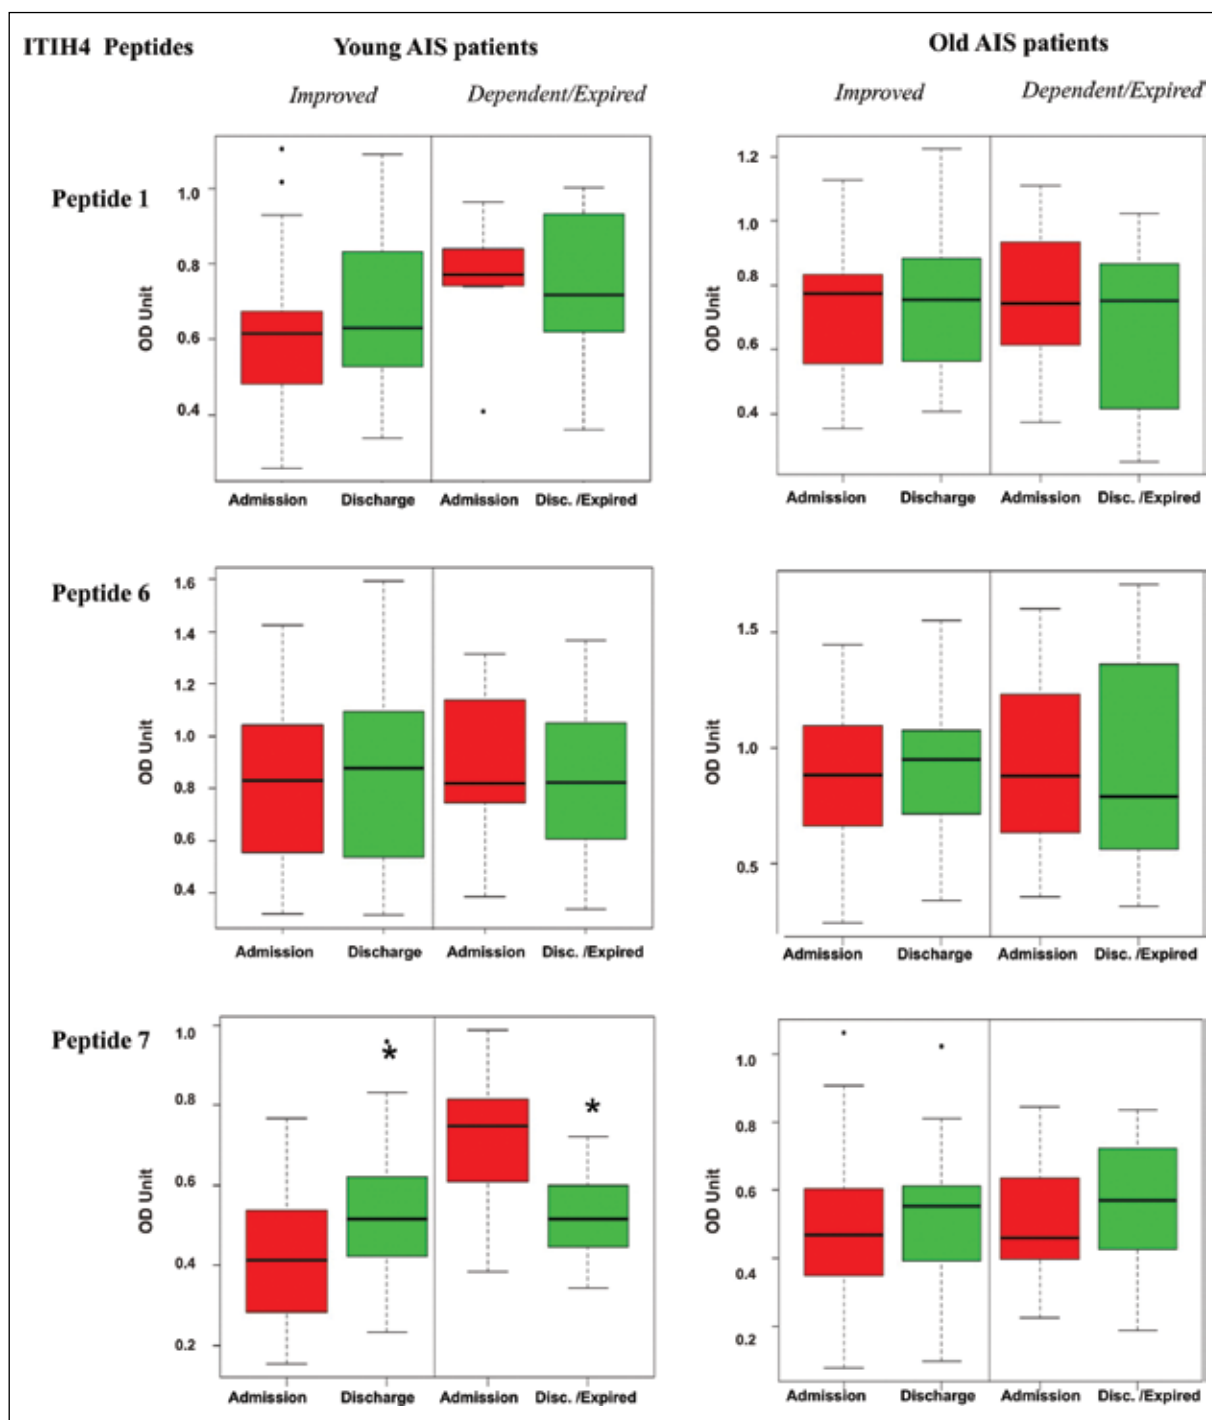 ITIH4 Peptides Young AIS patients Old AIS patients
Improved Dependent/Expired Improved Dependent/Expired
Peptide 1
OD Unit
1.0
0.8
0.6
0.4
Admission Discharge Admission Disc. /Expired
OD Unit
1.2
1.0
0.8
0.6
0.4
Admission Discharge Admission Disc. /Expired
Peptide 6
OD Unit
1.6
1.4
1.2
1.0
0.8
0.6
0.4
Admission Discharge Admission Disc. /Expired
OD Unit
1.5
1.0
0.5
Admission Discharge Admission Disc. /Expired
Peptide 7
OD Unit
1.0
0.8
0.6
0.4
0.2
* *
Admission Discharge Admission Disc. /Expired
OD Unit
1.0
0.8
0.6
0.4
0.2
Admission Discharge Admission Disc. /Expired